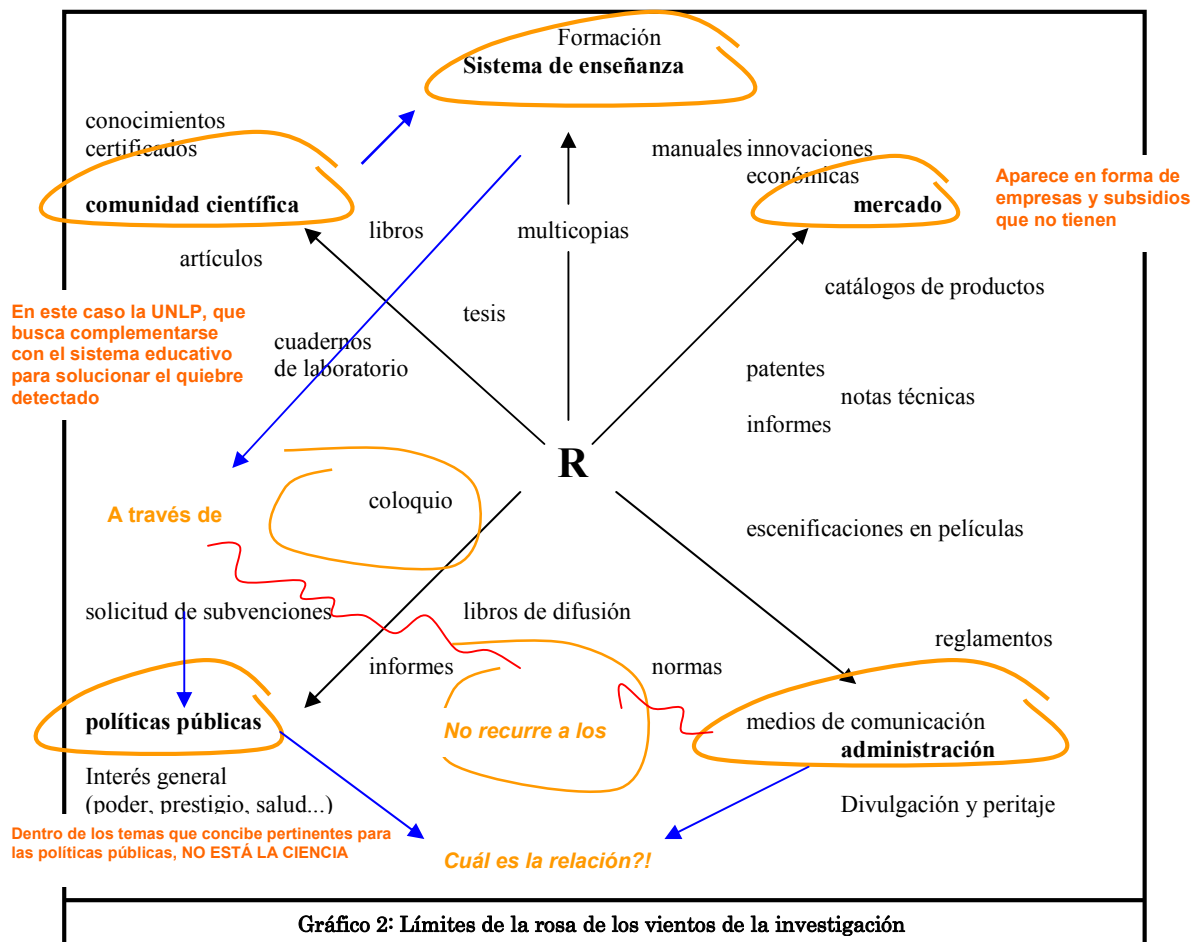 Formación
Sistema de enseñanza
conocimientos
certificados
comunidad científica
manuales innovaciones
económicas
mercado
Aparece en forma de
empresas y subsidios
que no tienen
libros
multicopias
artículos
catálogos de productos
En este caso la UNLP, que
busca complementarse
con el sistema educativo
para solucionar el quiebre
detectado
tesis
cuadernos
de laboratorio
patentes
notas técnicas
informes
R
coloquio
A través de
escenificaciones en películas
solicitud de subvenciones
libros de difusión
reglamentos
informes
normas
políticas públicas
No recurre a los
medios de comunicación
administración
Interés general
(poder, prestigio, salud...)
Divulgación y peritaje
Dentro de los temas que concibe pertinentes para
las políticas públicas, NO ESTÁ LA CIENCIA
Cuál es la relación?!
Gráfico 2: Límites de la rosa de los vientos de la investigación